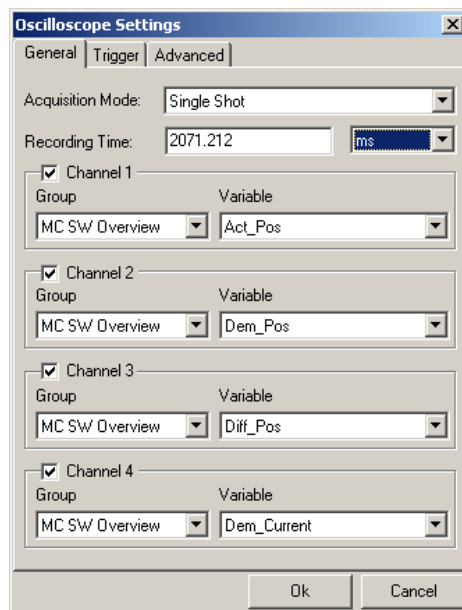 Oscilloscope Settings
General Trigger Advanced
Acquisition Mode: Single Shot
Recording Time: 2071.212 ms
Channel 1
Group Variable
MC SW Overview Act_Pos
Channel 2
Group Variable
MC SW Overview Dem_Pos
Channel 3
Group Variable
MC SW Overview Diff_Pos
Channel 4
Group Variable
MC SW Overview Dem_Current
Ok Cancel